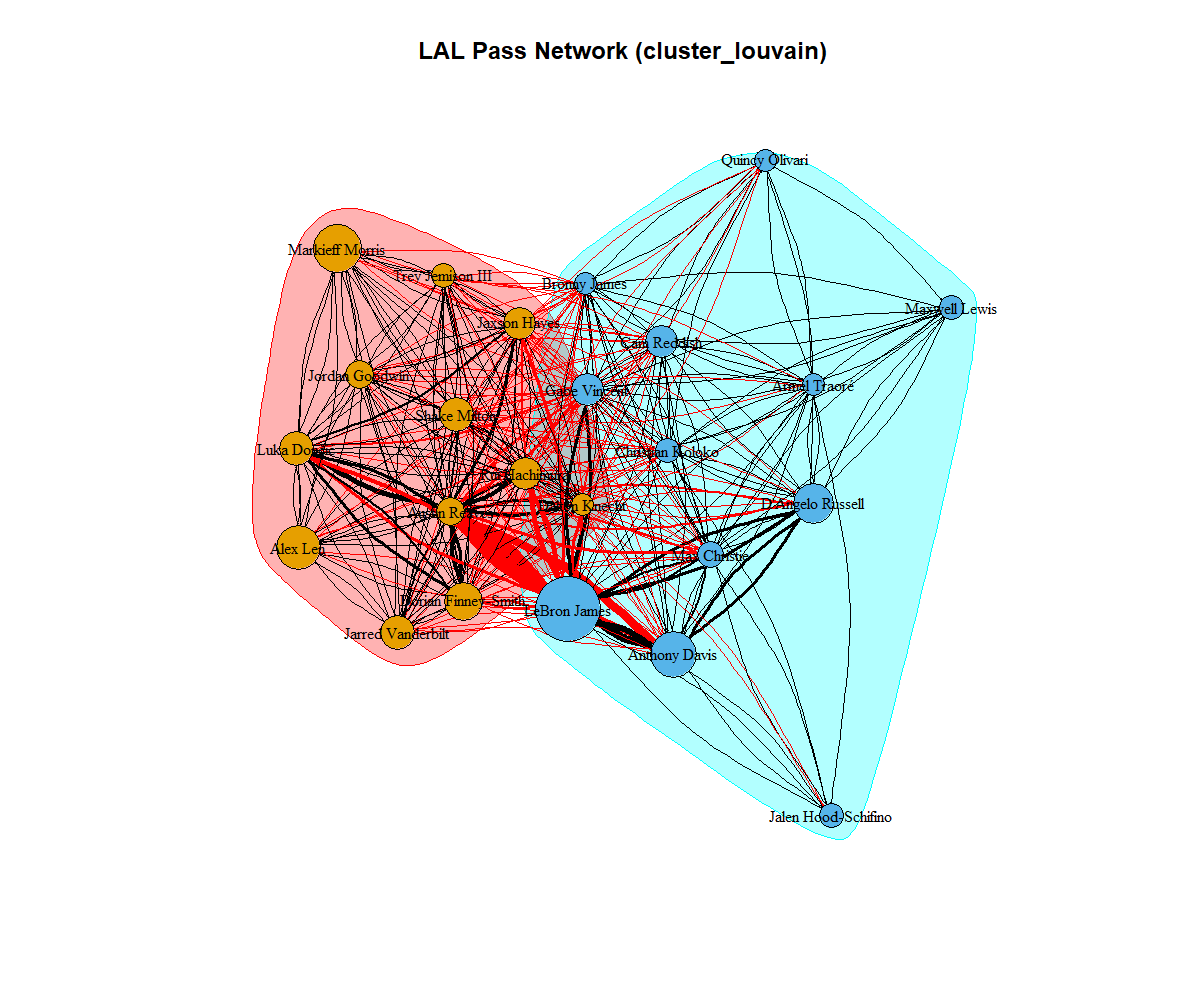 LAL Pass Network (cluster_louvain)
Quincy Olivari
Markieff Morris
Trey Jemison III
Bronny James
Maxwell Lewis
Jaxson Hayes
Cam Reddish
Jordan Goodwin
Armel Traoré
Gabe Vincent
Shake Milton
Luka Doncic
Christian Koloko
Rui Hachimura
D'Angelo Russell
Dalton Knecht
Austin Reaves
Alex Len
Max Christie
Dorian Finney-Smith
LeBron James
Jarred Vanderbilt
Anthony Davis
Jalen Hood-Schifino